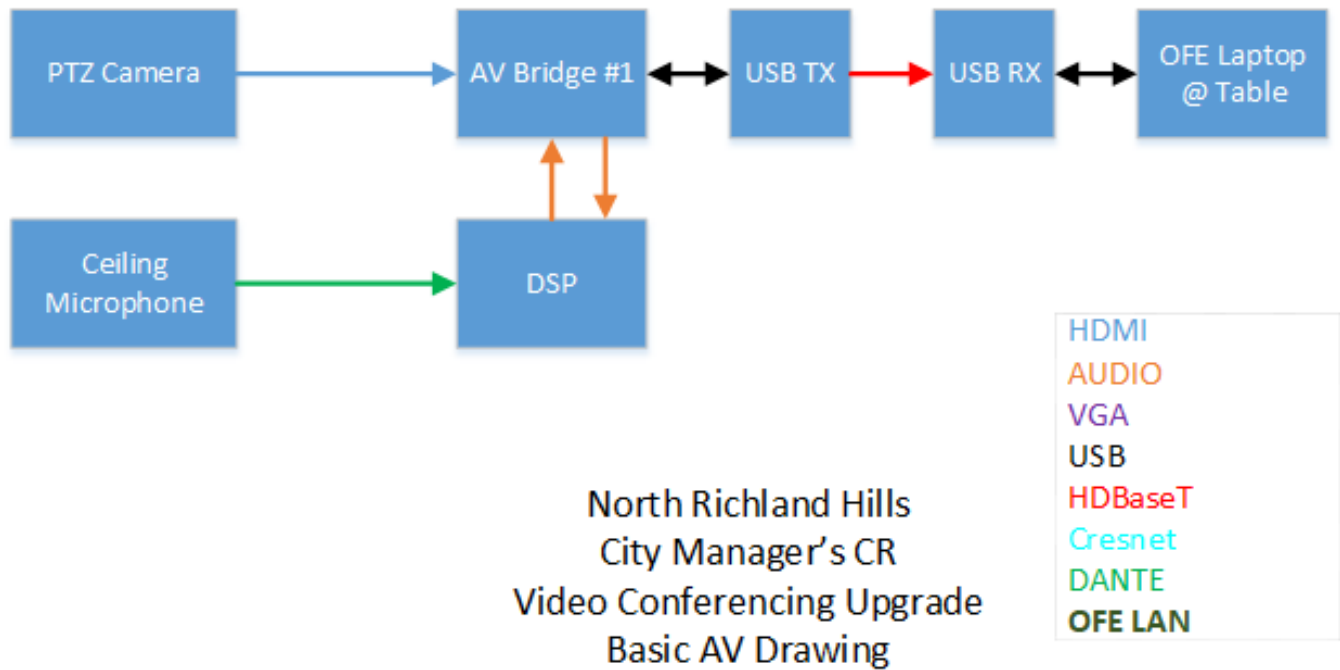 PTZ Camera
AV Bridge #1
USB TX
USB RX
OFE Laptop
@ Table
Ceiling
Microphone
DSP
HDMI
AUDIO
VGA
USB
HDBaseT
Cresnet
DANTE
OFE LAN
North Richland Hills
City Manager’s CR
Video Conferencing Upgrade
Basic AV Drawing